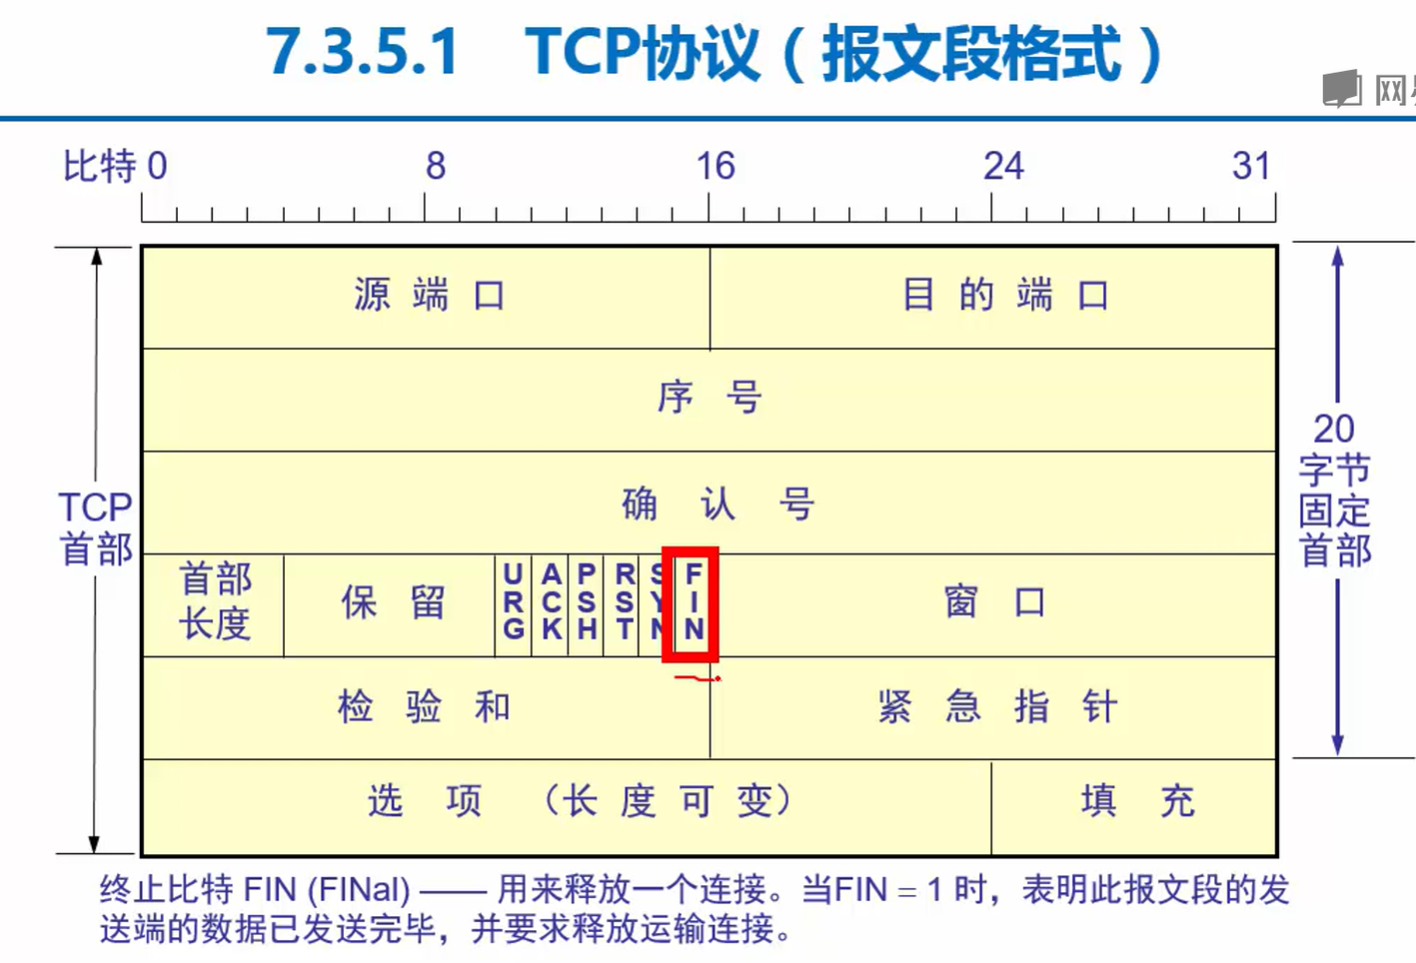 7.3.5.1 TCP协议（报文段格式）
网
比特 0 8 16 24 31
源端口 目的端口
序号
确认号
首部长度 保留 URG ACK PSH RST SYN FIN 窗口
检验和 紧急指针
选项（长度可变） 填充
TCP
首部
20
字节
固定
首部
终止比特 FIN (FINal) —— 用来释放一个连接。当FIN = 1 时，表明此报文段的发
送端的数据已发送完毕，并要求释放运输连接。